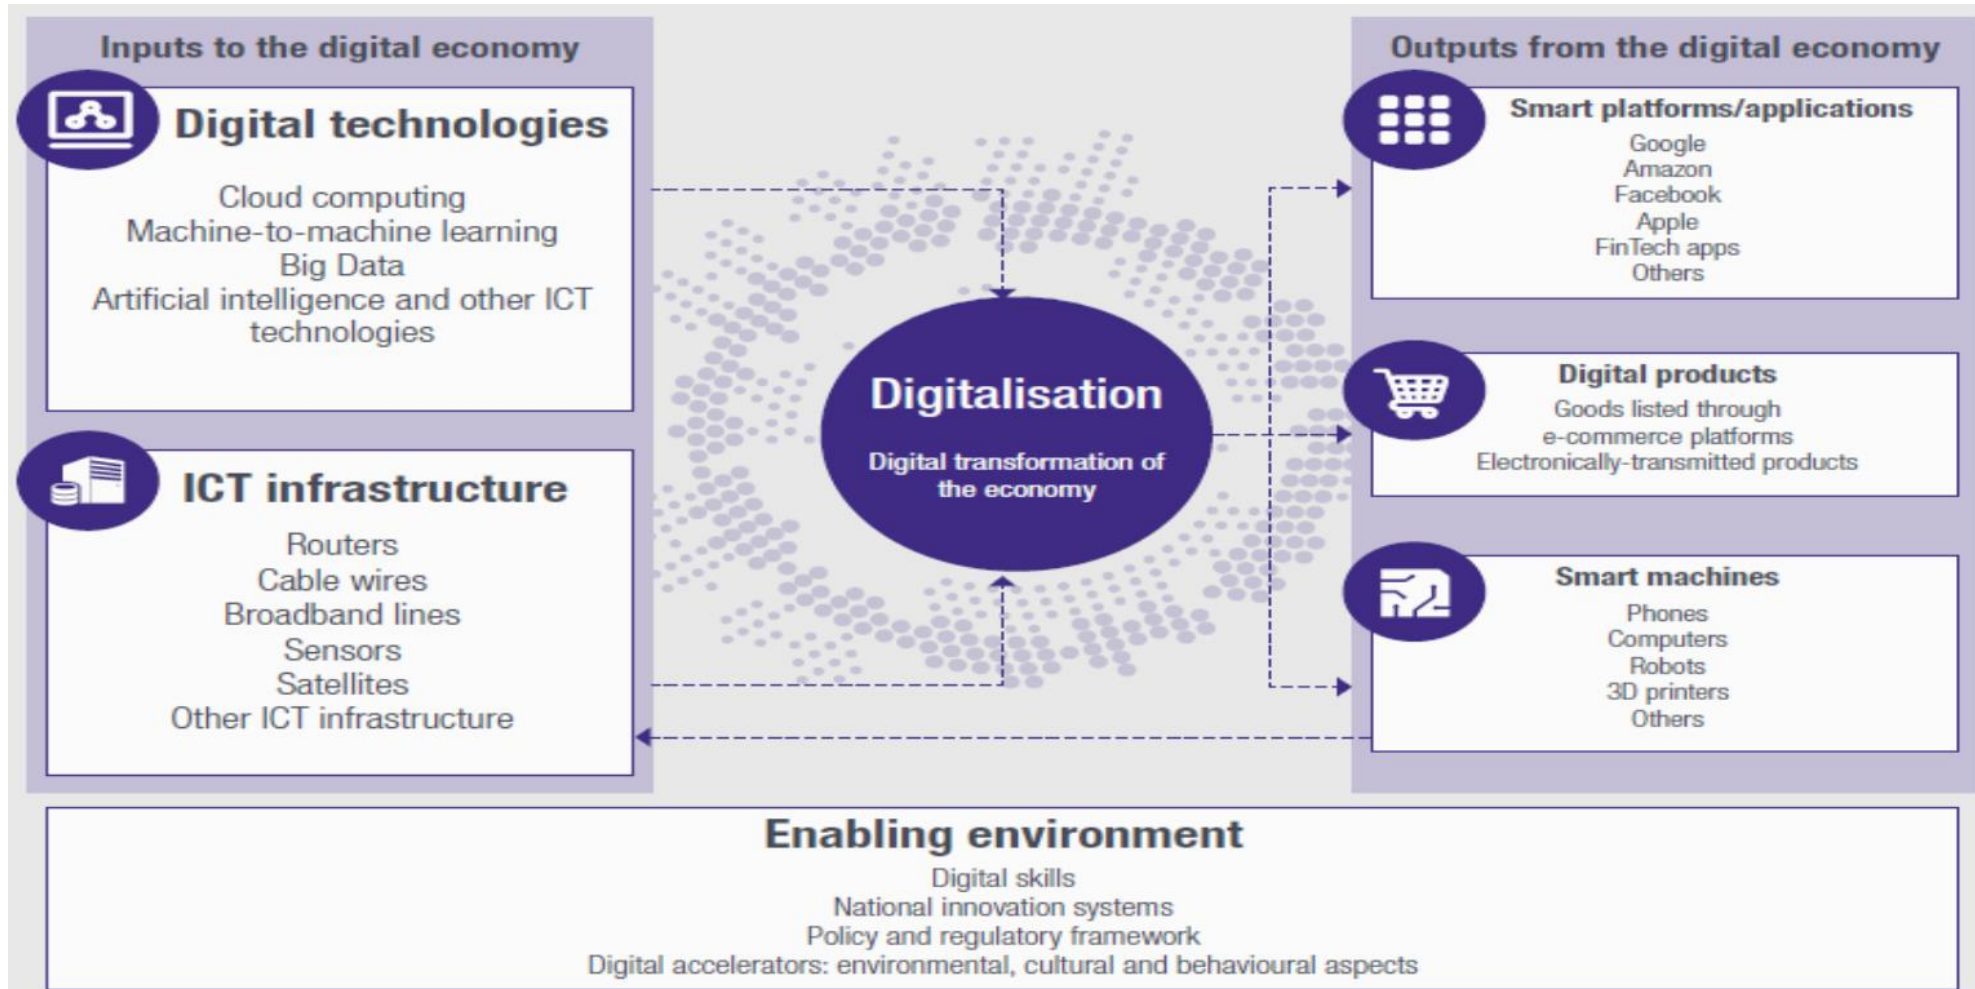 Inputs to the digital economy
Digital technologies
Cloud computing
Machine-to-machine learning
Big Data
Artificial intelligence and other ICT
technologies
ICT infrastructure
Routers
Cable wires
Broadband lines
Sensors
Satellites
Other ICT infrastructure
Digitalisation
Digital transformation of
the economy
Outputs from the digital economy
Smart platforms/applications
Google
Amazon
Facebook
Apple
FinTech apps
Others
Digital products
Goods listed through
e-commerce platforms
Electronically-transmitted products
Smart machines
Phones
Computers
Robots
3D printers
Others
Enabling environment
Digital skills
National innovation systems
Policy and regulatory framework
Digital accelerators: environmental, cultural and behavioural aspects